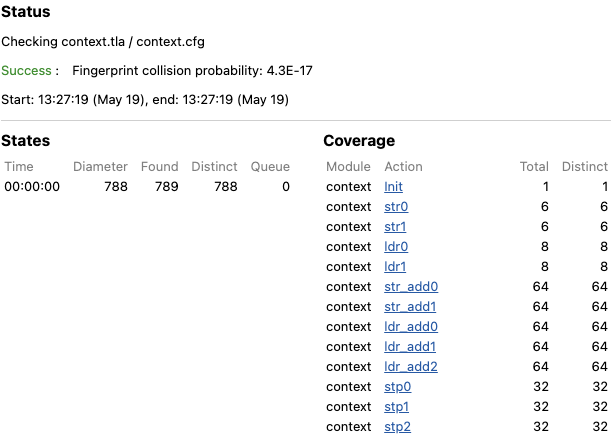 Status
Checking context.tla / context.cfg
Success : Fingerprint collision probability: 4.3E-17
Start: 13:27:19 (May 19), end: 13:27:19 (May 19)
States
Time Diameter Found Distinct Queue
00:00:00 788 789 788 0
Coverage
Module Action Total Distinct
context Init 1 1
context str0 6 6
context str1 6 6
context ldr0 8 8
context ldr1 8 8
context str_add0 64 64
context str_add1 64 64
context ldr_add0 64 64
context ldr_add1 64 64
context ldr_add2 64 64
context stp0 32 32
context stp1 32 32
context stp2 32 32